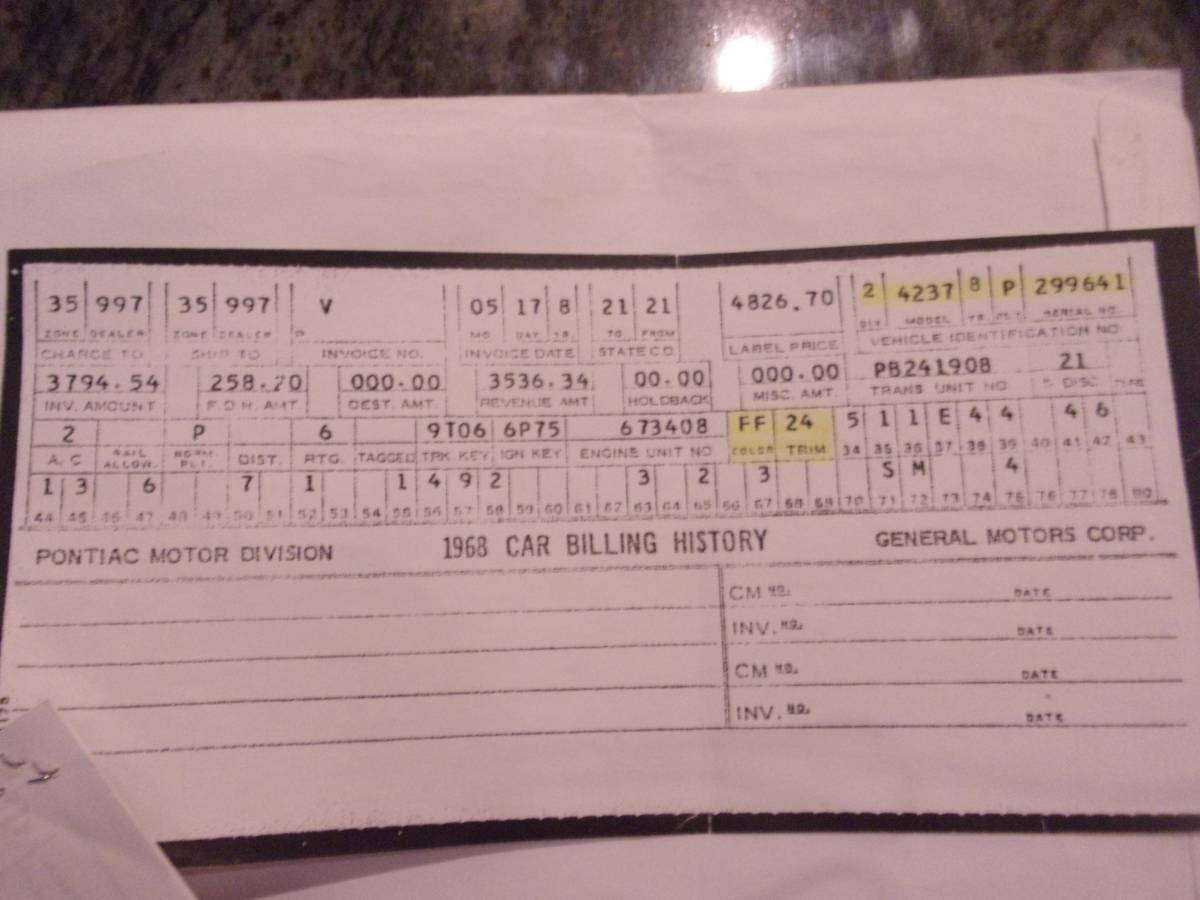 35 997 35 997 V 05 17 8 21 21 4826.70 2 4237 8 P 299641
ZONE DEALER ZONE DEALER P MO. DAY YR. TO FROM DIV. MODEL YR. PLT. SERIAL NO.
CHARGE TO SHIP TO INVOICE NO. INVOICE DATE STATE CD LABEL PRICE VEHICLE IDENTIFICATION NO
3794.54 258.20 000.00 3536.34 00.00 000.00 PB241908 21
INV. AMOUNT F.D.H. AMT. DEST. AMT. REVENUE AMT HOLDBACK MISC. AMT. TRANS UNIT NO DISC.
2 P 6 9T06 6P75 673408 FF 24 5 1 1 E 4 4 4 6
A/C RAIL ALLOW. NORM. PLT. DIST. RTG. TAGGED TRK KEY IGN KEY ENGINE UNIT NO COLOR TRIM 34 35 36 37 38 39 40 41 42 43
1 3 6 7 1 1 4 9 2 3 2 3 S M 4
44 45 46 47 48 49 50 51 52 53 54 55 56 57 58 59 60 61 62 63 64 65 66 67 68 69 70 71 72 73 74 75 76 77 78 80
PONTIAC MOTOR DIVISION 1968 CAR BILLING HISTORY GENERAL MOTORS CORP.
CM NO. DATE
INV. NO. DATE
CM NO. DATE
INV. NO. DATE